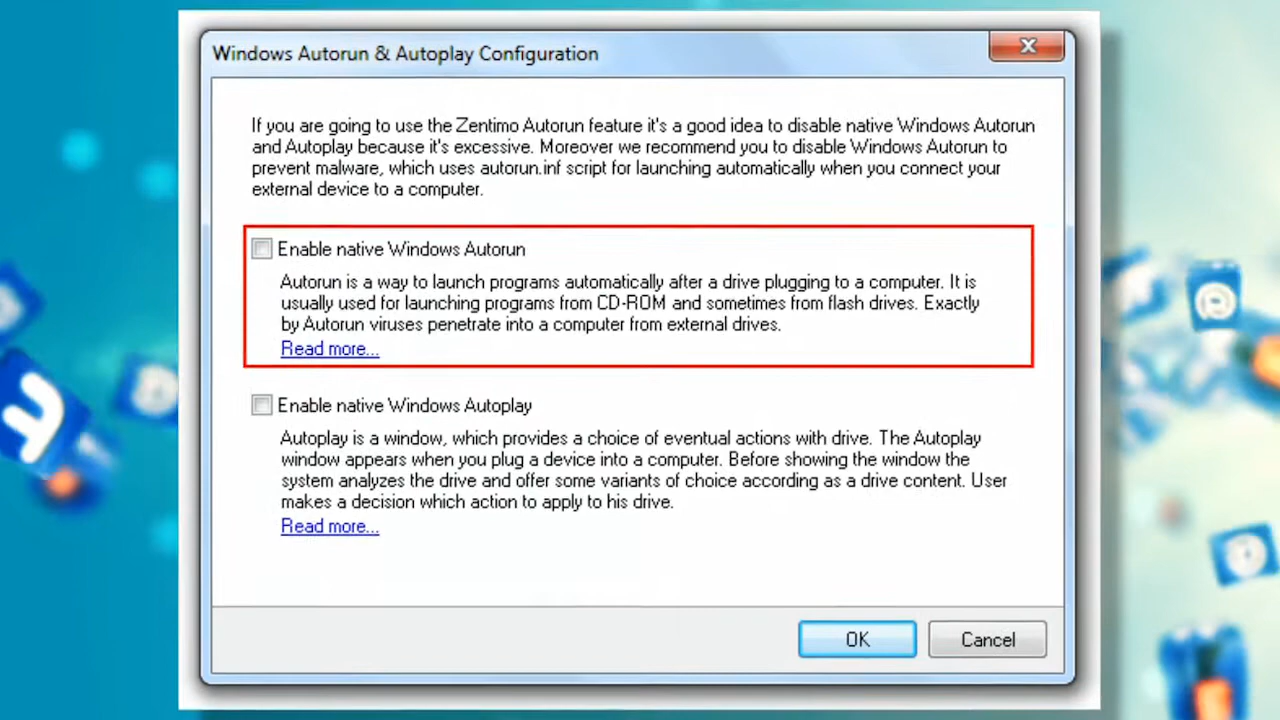 Windows Autorun & Autoplay Configuration
If you are going to use the Zentimo Autorun feature it's a good idea to disable native Windows Autorun
and Autoplay because it's excessive. Moreover we recommend you to disable Windows Autorun to
prevent malware, which uses autorun.inf script for launching automatically when you connect your
external device to a computer.
Enable native Windows Autorun
Autorun is a way to launch programs automatically after a drive plugging to a computer. It is
usually used for launching programs from CD-ROM and sometimes from flash drives. Exactly
by Autorun viruses penetrate into a computer from external drives.
Read more...
Enable native Windows Autoplay
Autoplay is a window, which provides a choice of eventual actions with drive. The Autoplay
window appears when you plug a device into a computer. Before showing the window the
system analyzes the drive and offer some variants of choice according as a drive content. User
makes a decision which action to apply to his drive.
Read more...
OK Cancel